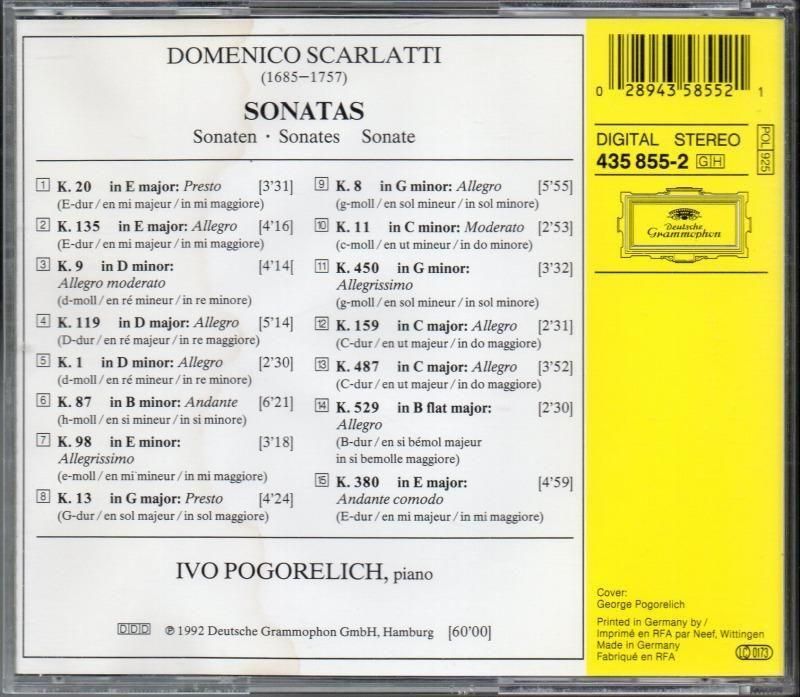 DOMENICO SCARLATTI
(1685–1757)
SONATAS
Sonaten · Sonates Sonate
1 K. 20 in E major: Presto [3'31]
(E-dur / en mi majeur / in mi maggiore)
2 K. 135 in E major: Allegro [4'16]
(E-dur / en mi majeur / in mi maggiore)
3 K. 9 in D minor: [4'14[
Allegro moderato
(d-moll / en ré mineur / in re minore)
4 K. 119 in D major: Allegro [5'14]
(D-dur / en ré majeur / in re maggiore)
5 K. 1 in D minor: Allegro [2'30]
(d-moll / en ré mineur / in re minore)
6 K. 87 in B minor: Andante [6'21]
(h-moll / en si mineur / in si minore)
7 K. 98 in E minor: [3'18]
Allegrissimo
(e-moll / en mi mineur / in mi maggiore)
8 K. 13 in G major: Presto [4'24]
(G-dur / en sol majeur / in sol maggiore)
9 K. 8 in G minor: Allegro [5'55]
(g-moll / en sol mineur / in sol minore)
10 K. 11 in C minor: Moderato [2'53]
(c-moll / en ut mineur / in do minore)
11 K. 450 in G minor: [3'32]
Allegrissimo
(g-moll / en sol mineur / in sol minore)
12 K. 159 in C major: Allegro [2'31]
(C-dur / en ut majeur / in do maggiore)
13 K. 487 in C major: Allegro [3'52]
(C-dur / en ut majeur / in do maggiore)
14 K. 529 in B flat major: [2'30]
Allegro
(B-dur / en si bémol majeur
in si bemolle maggiore)
15 K. 380 in E major: [4'59]
Andante comodo
(E-dur / en mi majeur / in mi maggiore)
IVO POGORELICH, piano
DDD ℗ 1992 Deutsche Grammophon GmbH, Hamburg [60'00]
0 28943 58552 1
DIGITAL STEREO
435 855-2 GH
POL 925
Deutsche
Grammophon
Cover:
George Pogorelich
Printed in Germany by /
Imprimé en RFA par Neef, Wittingen
Made in Germany
Fabriqué en RFA
LC 0173